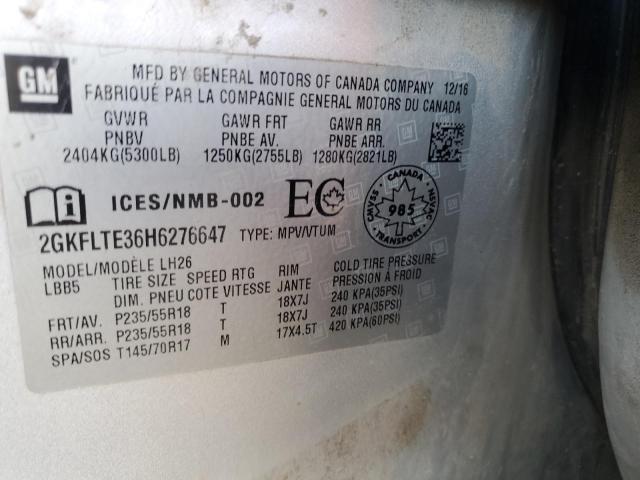 GM
MFD BY GENERAL MOTORS OF CANADA COMPANY 12/16
FABRIQUÉ PAR LA COMPAGNIE GENERAL MOTORS DU CANADA
GVWR GAWR FRT GAWR RR
PNBV PNBE AV. PNBE ARR.
2404KG(5300LB) 1250KG(2755LB) 1280KG(2821LB)
ICES/NMB-002 EC
CANADA
CMVSS 985 NSVAC
TRANSPORT
2GKFLTE36H6276647 TYPE: MPV/VTUM
MODEL/MODÈLE LH26
LBB5 TIRE SIZE SPEED RTG RIM COLD TIRE PRESSURE
DIM. PNEU COTE VITESSE JANTE PRESSION À FROID
FRT/AV. P235/55R18 T 18X7J 240 KPA(35PSI)
RR/ARR. P235/55R18 T 18X7J 240 KPA(35PSI)
SPA/SOS T145/70R17 M 17X4.5T 420 KPA(60PSI)